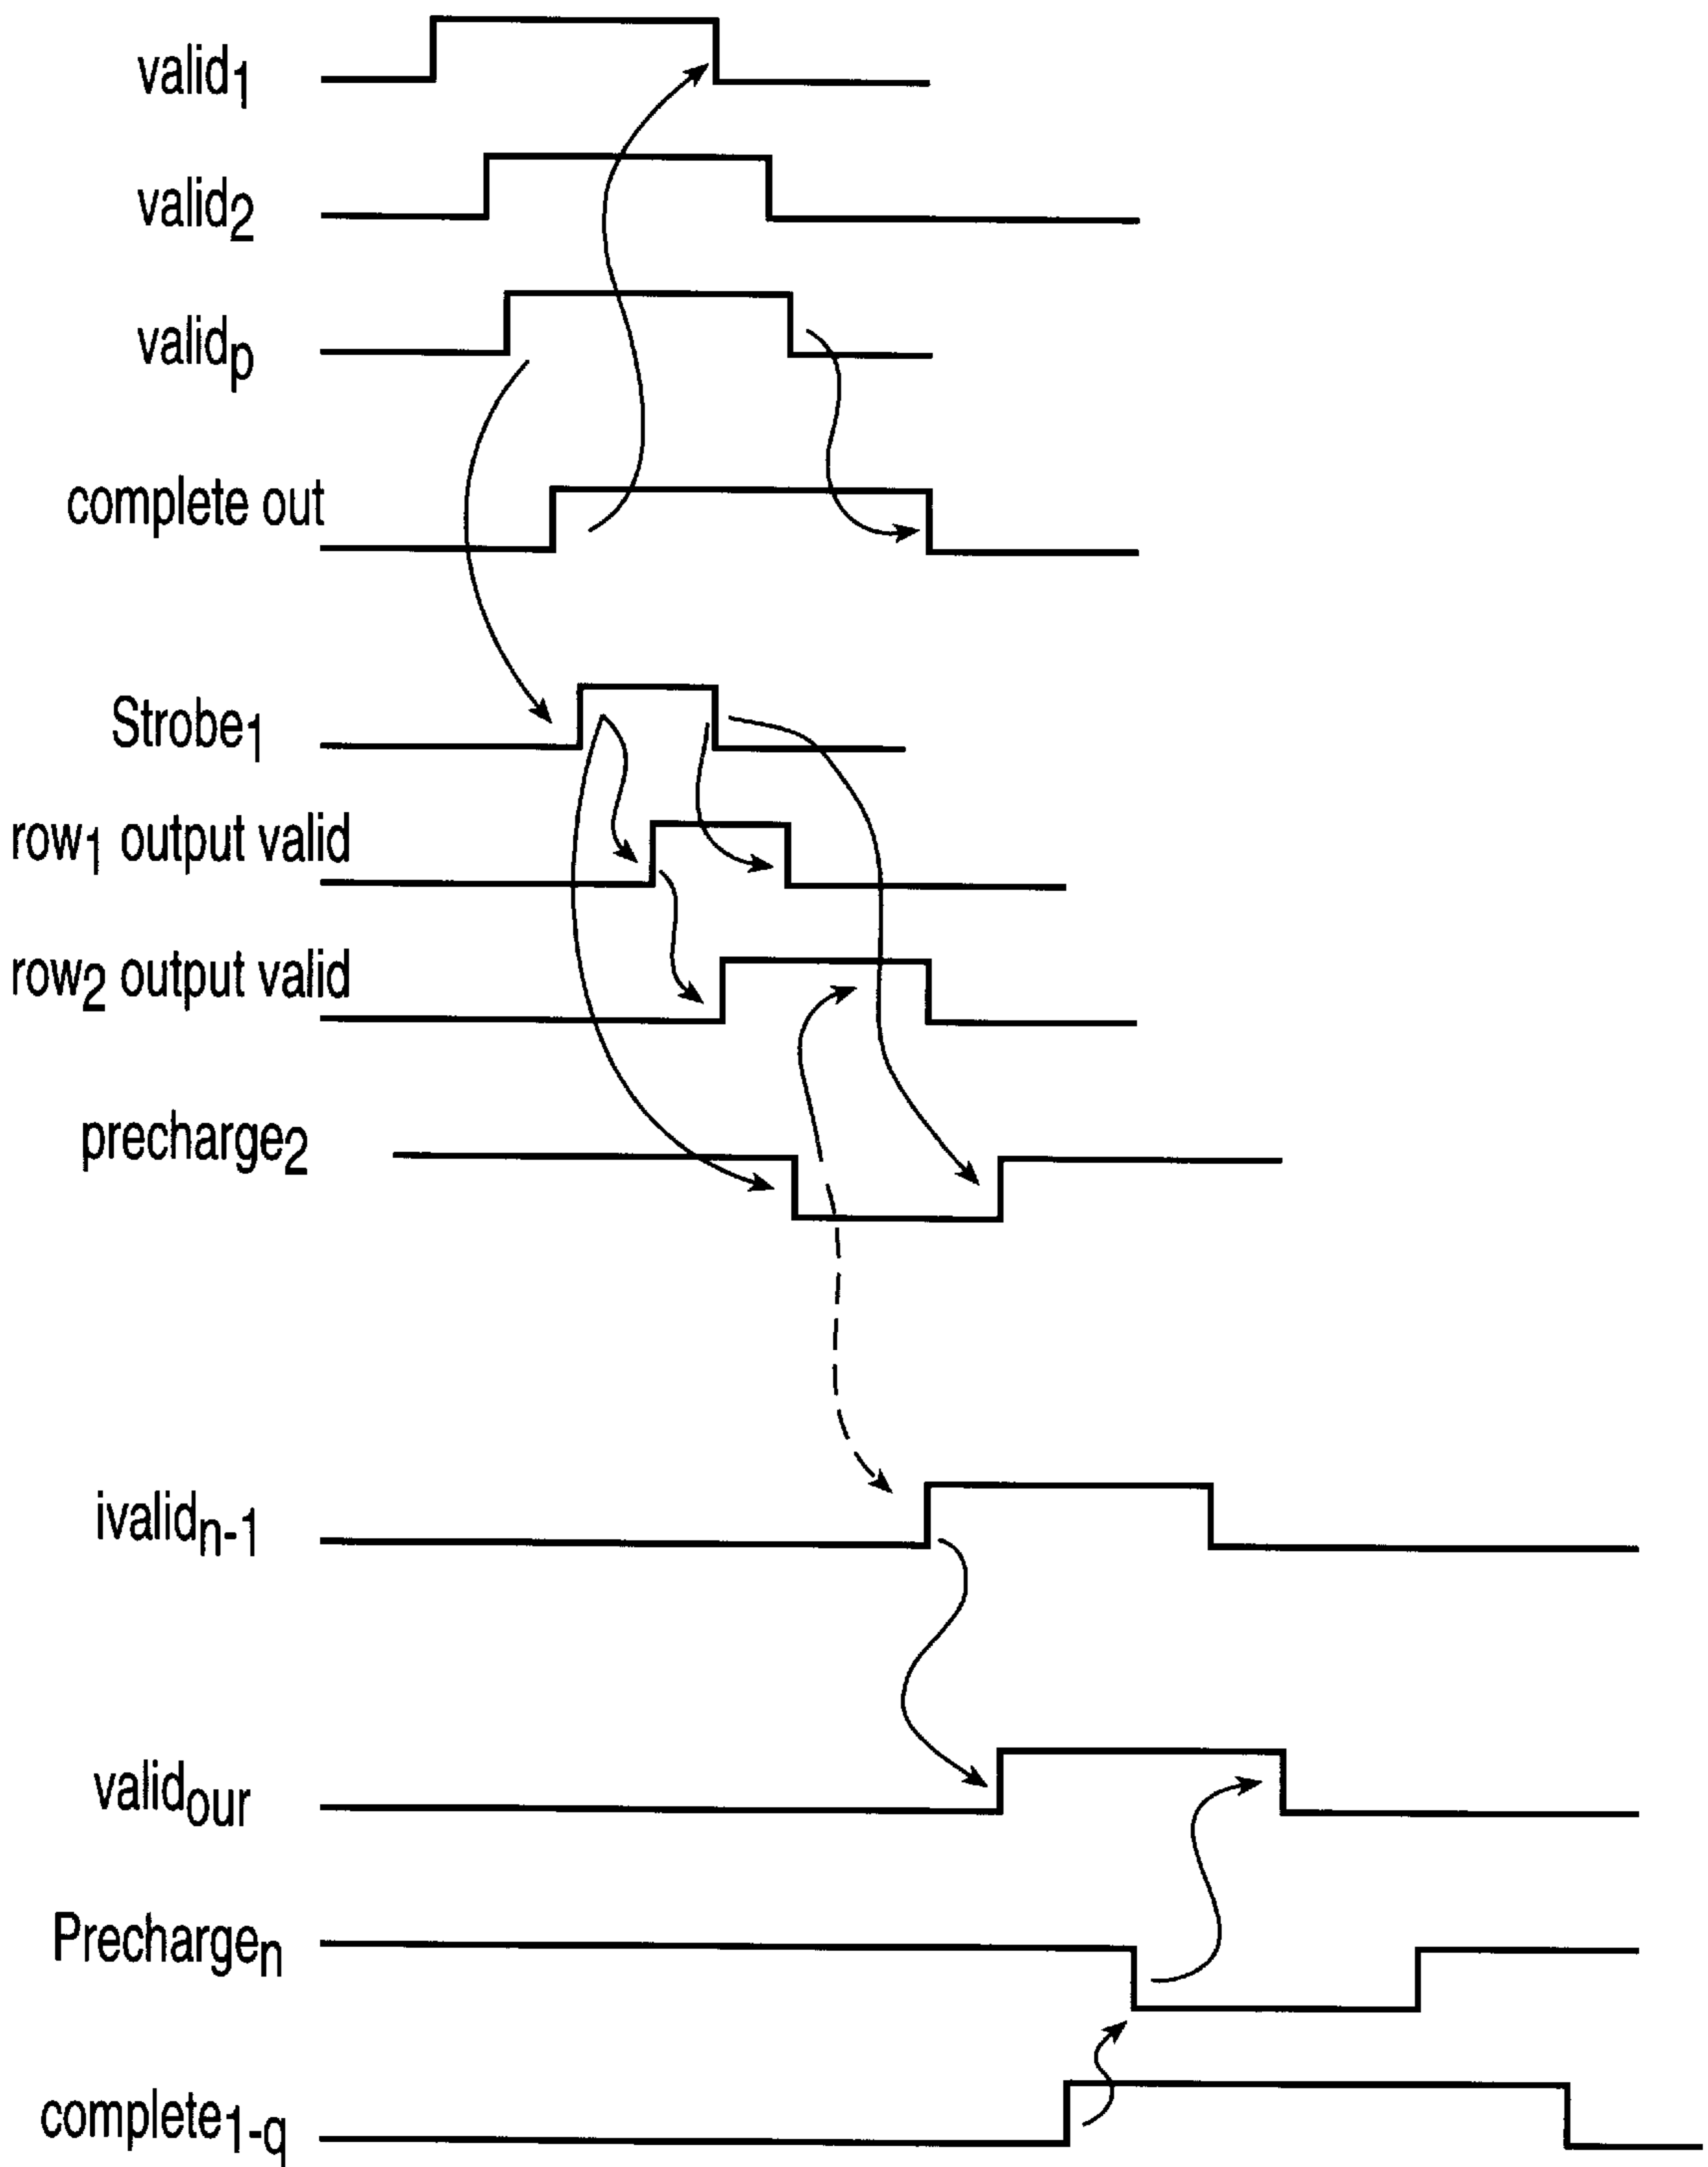 valid1
valid2
validp
complete out
Strobe1
row1 output valid
row2 output valid
precharge2
ivalidn-1
validour
Prechargen
complete1-q